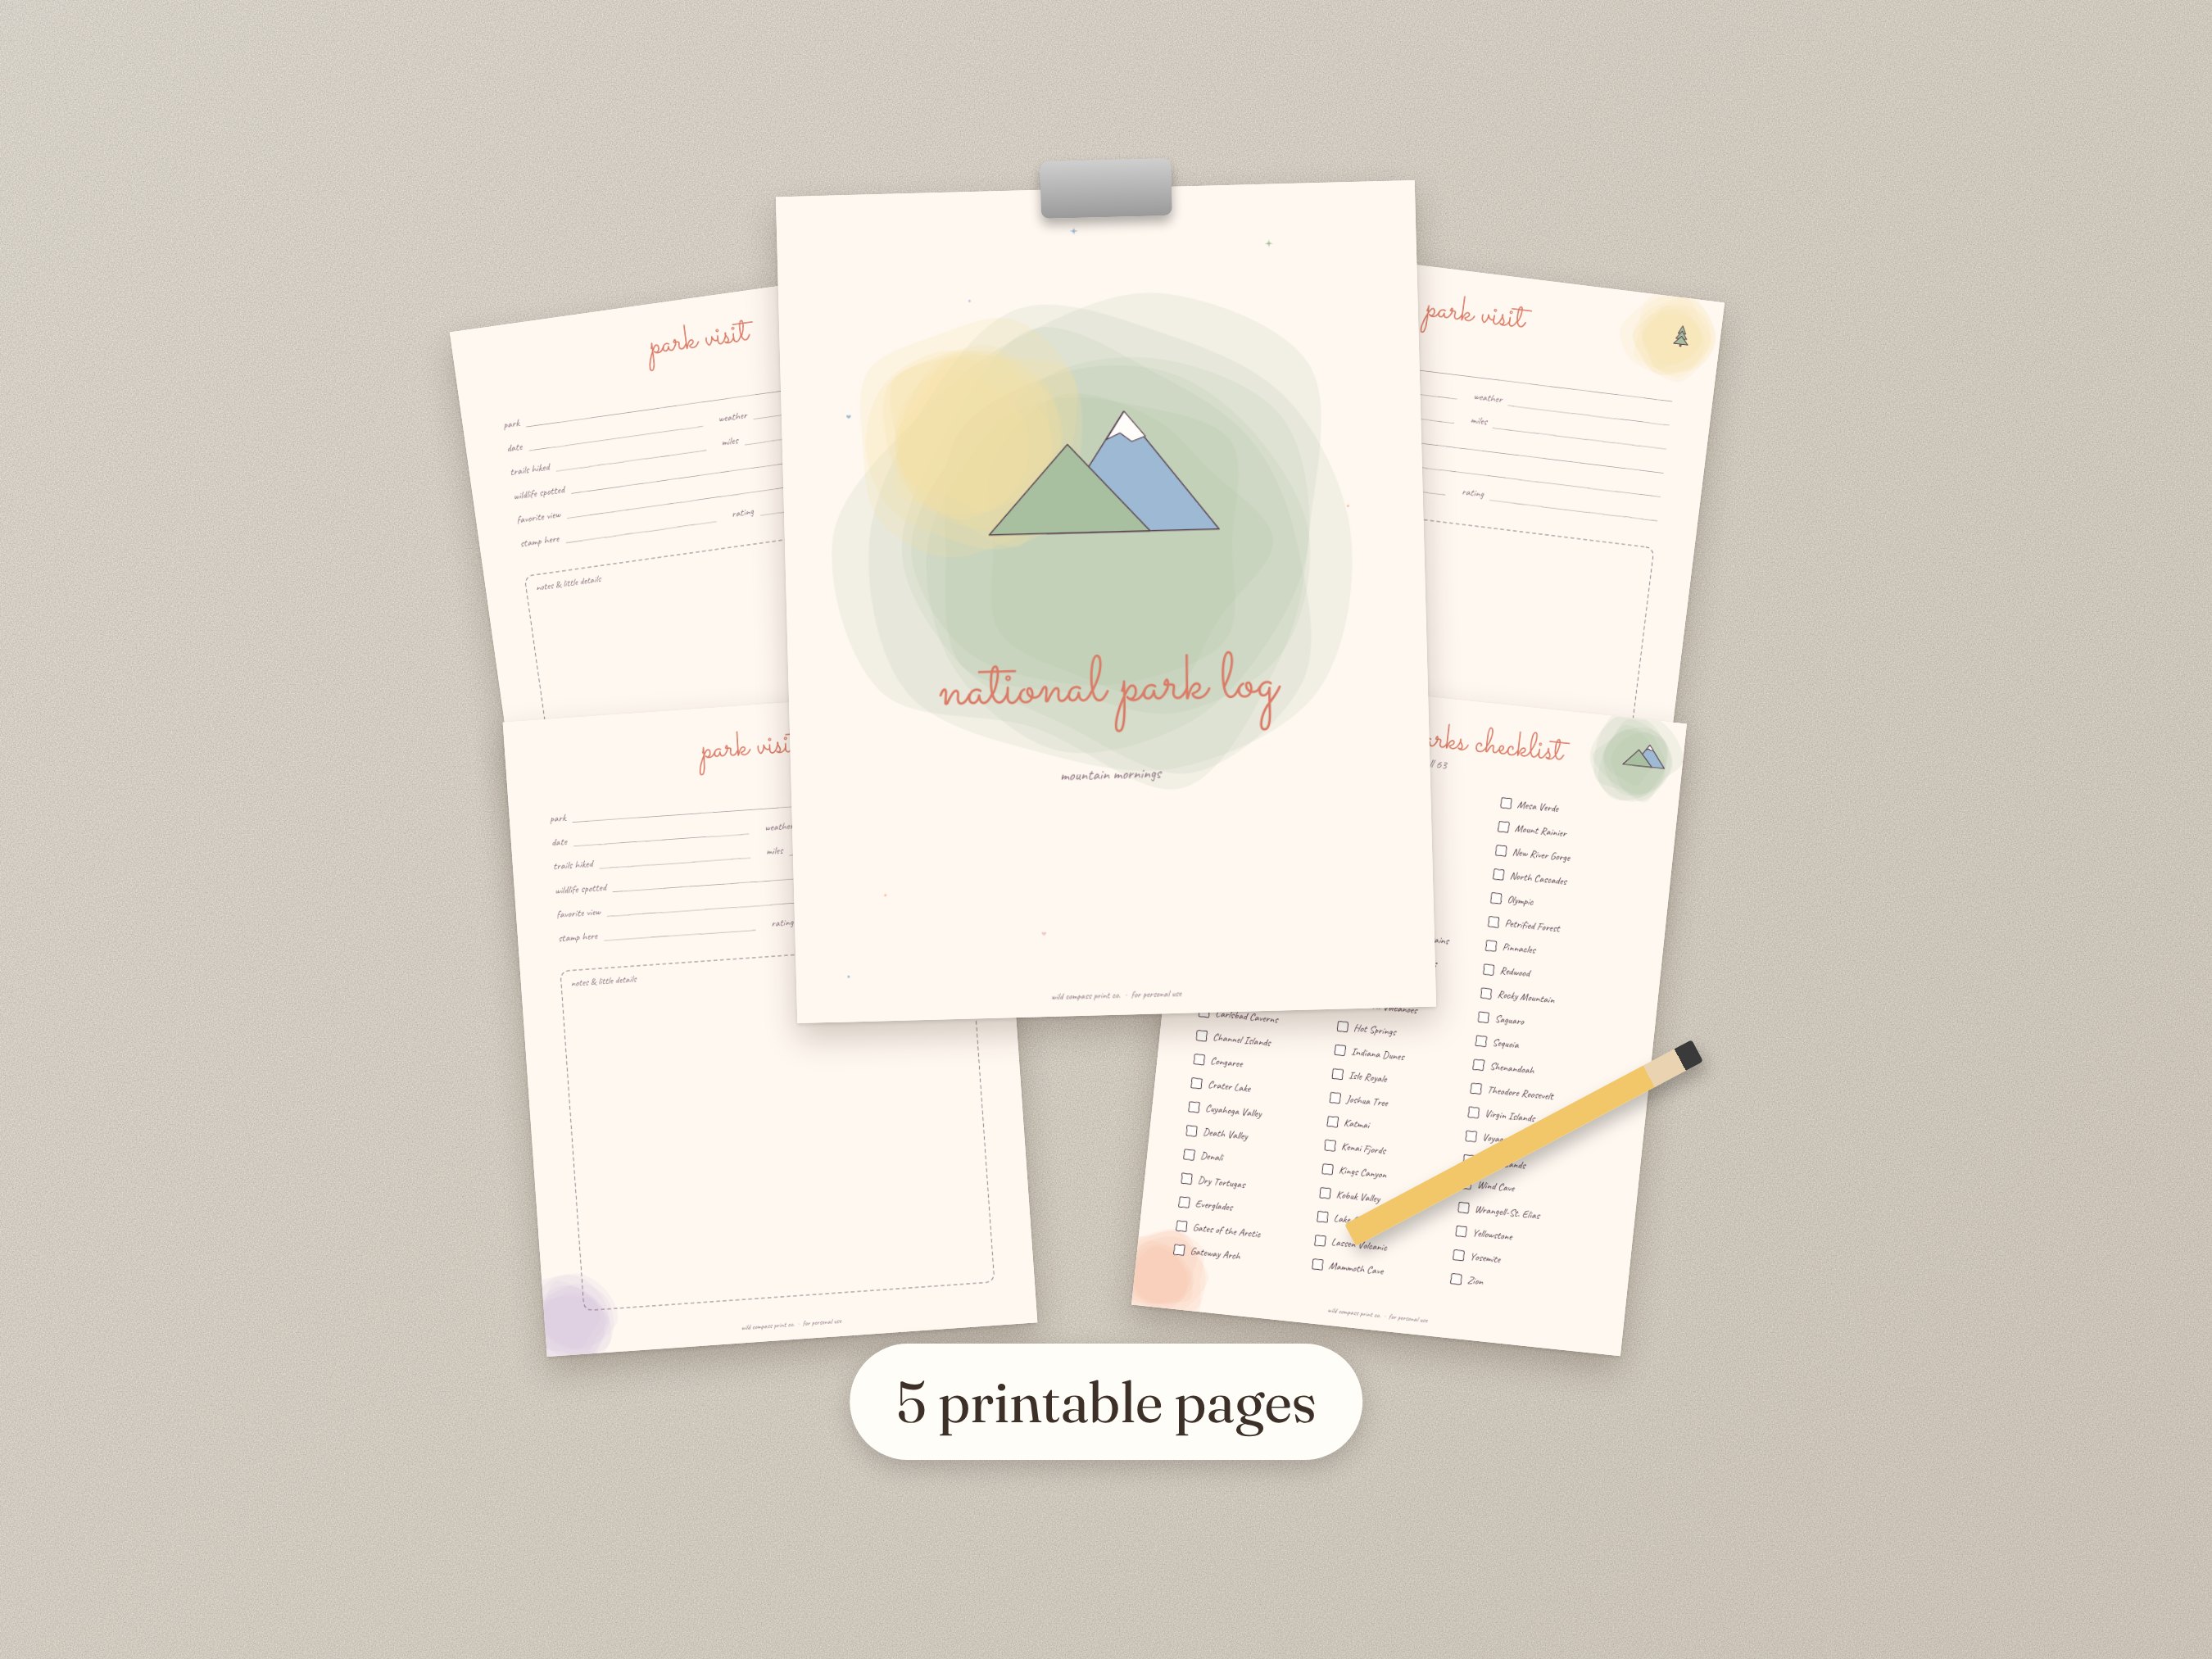 park visit
park
weather
date
miles
trails hiked
wildlife spotted
favorite view
rating
stamp here
notes & little details
national park log
mountain mornings
wild compass print co. · for personal use
park visit
weather
miles
rating
park
date
weather
trails hiked
miles
wildlife spotted
favorite view
rating
stamp here
notes & little details
wild compass print co. · for personal use
checklist
63
Carlsbad Caverns
Channel Islands
Congaree
Crater Lake
Cuyahoga Valley
Death Valley
Denali
Dry Tortugas
Everglades
Gates of the Arctic
Gateway Arch
Hot Springs
Indiana Dunes
Isle Royale
Joshua Tree
Katmai
Kenai Fjords
Kings Canyon
Kobuk Valley
Lake
Lassen Volcanic
Mammoth Cave
Mesa Verde
Mount Rainier
New River Gorge
North Cascades
Olympic
Petrified Forest
Pinnacles
Redwood
Rocky Mountain
Saguaro
Sequoia
Shenandoah
Theodore Roosevelt
Virgin Islands
Wind Cave
Wrangell-St. Elias
Yellowstone
Yosemite
Zion
wild compass print co. · for personal use
5 printable pages